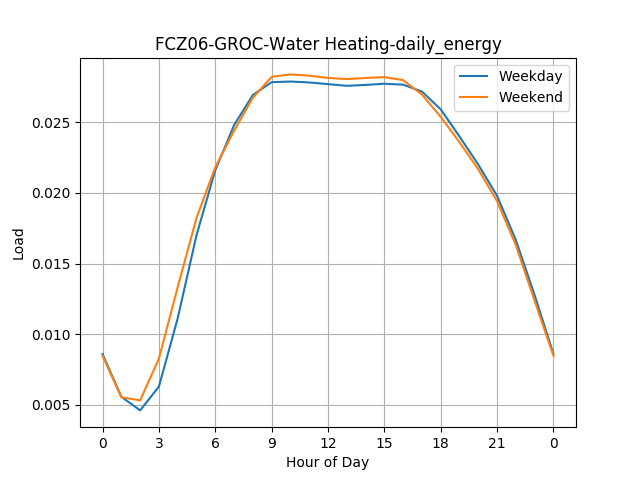 FCZ06-GROC-Water Heating-daily_energy
Weekday
Weekend
0.025
0.020
0.015
0.010
0.005
Load
0 3 6 9 12 15 18 21 0
Hour of Day